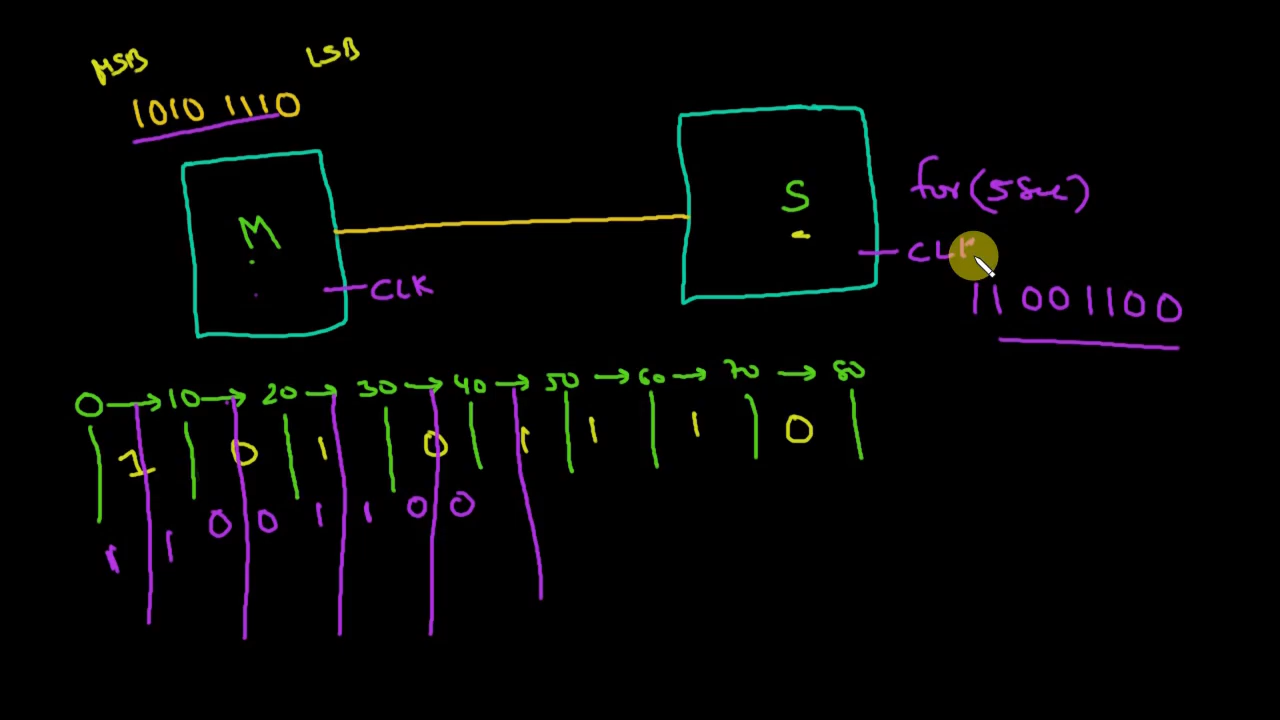 MSB LSB
1010 1110
M
CLK
S
for(5sec)
CLK
11001100
0 → 10 → 20 → 30 → 40 → 50 → 60 → 70 → 80
1 0 1 0 1 1 1 0
1 1 0 0 1 1 0 0